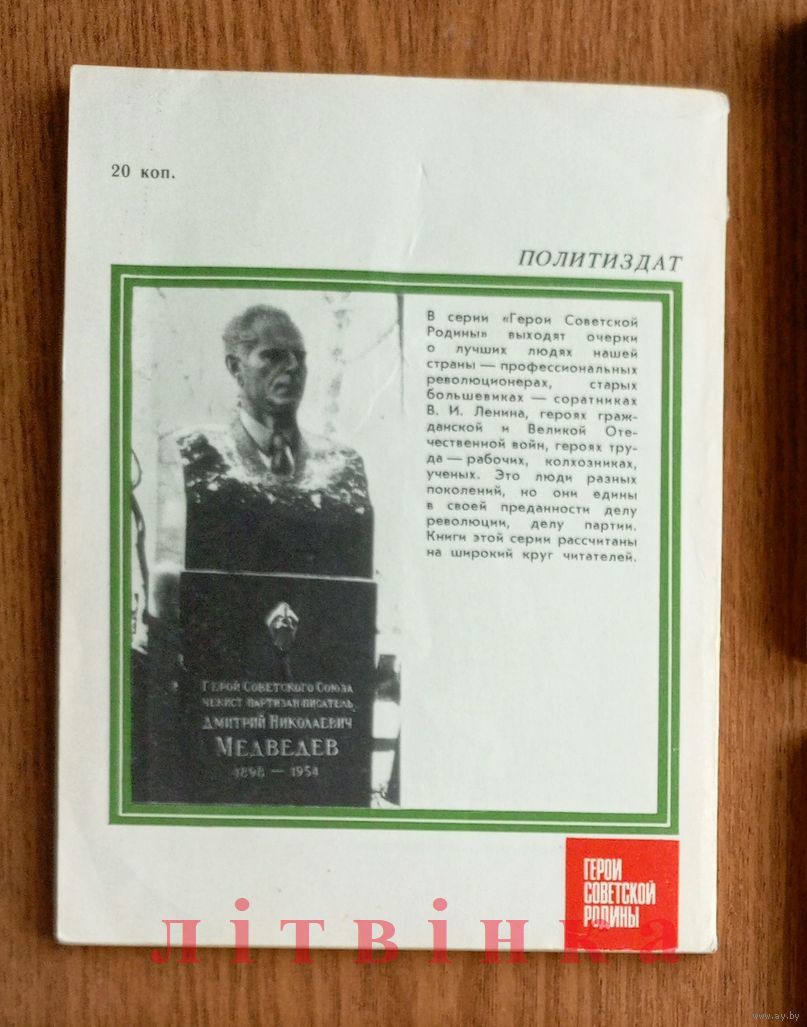 20 коп.
ПОЛИТИЗДАТ
В серии «Герои Советской
Родины» выходят очерки
о лучших людях нашей
страны — профессиональных
революционерах, старых
большевиках — соратниках
В. И. Ленина, героях граж-
данской и Великой Оте-
чественной войн, героях тру-
да — рабочих, колхозниках,
ученых. Это люди разных
поколений, но они едины
в своей преданности делу
революции, делу партии.
Книги этой серии рассчитаны
на широкий круг читателей.
ГЕРОЙ СОВЕТСКОГО СОЮЗА
ЧЕКИСТ ПАРТИЗАН ПИСАТЕЛЬ
ДМИТРИЙ НИКОЛАЕВИЧ
МЕДВЕДЕВ
1898 — 1954
ГЕРОИ
СОВЕТСКОЙ
РОДИНЫ
літвінка
www.ay.by